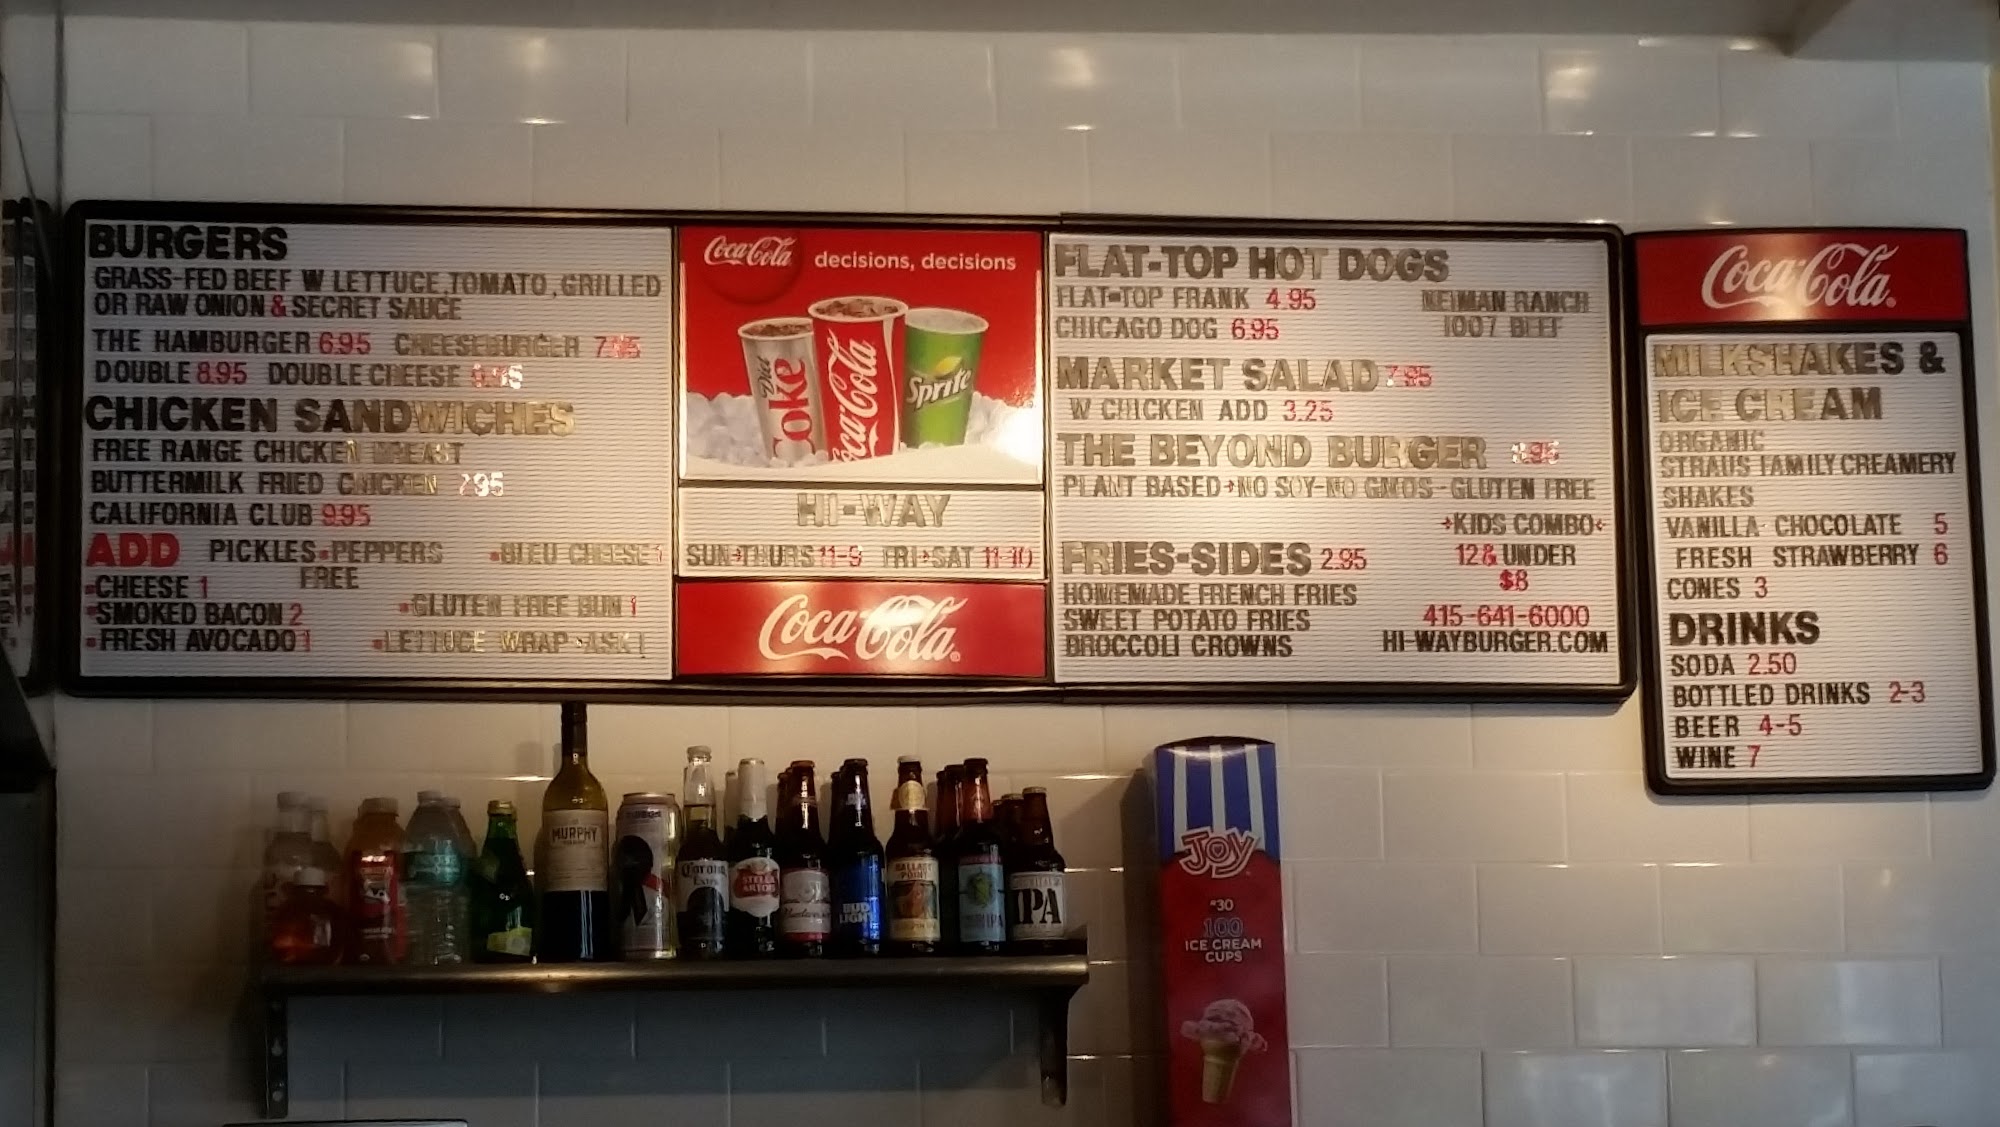 BURGERS
GRASS-FED BEEF W LETTUCE, TOMATO, GRILLED
OR RAW ONION & SECRET SAUCE
THE HAMBURGER 6.95 CHEESEBURGER 7.95
DOUBLE 8.95 DOUBLE CHEESE
CHICKEN SANDWICHES
FREE RANGE CHICKEN BREAST
BUTTERMILK FRIED CHICKEN 7.95
CALIFORNIA CLUB 9.95
ADD PICKLES PEPPERS
FREE
BLEU CHEESE 1
CHEESE 1
SMOKED BACON 2
GLUTEN FREE BUN 1
FRESH AVOCADO 1
LETTUCE WRAP-ASK!
Coca-Cola
decisions, decisions
Diet Coke
Coca-Cola
Sprite
HI-WAY
SUN-THURS 11-9 FRI-SAT 11-10
Coca-Cola
FLAT-TOP HOT DOGS
FLAT-TOP FRANK 4.95
CHICAGO DOG 6.95
NEIMAN RANCH
100% BEEF
MARKET SALAD 7.95
W CHICKEN ADD 3.25
THE BEYOND BURGER
PLANT BASED-NO SOY-NO GMOS-GLUTEN FREE
KIDS COMBO
12 & UNDER
$8
FRIES-SIDES 2.95
HOMEMADE FRENCH FRIES
SWEET POTATO FRIES
BROCCOLI CROWNS
415-641-6000
HI-WAYBURGER.COM
Coca-Cola
MILKSHAKES &
ICE CREAM
ORGANIC
STRAUS FAMILY CREAMERY
SHAKES
VANILLA CHOCOLATE 5
FRESH STRAWBERRY 6
CONES 3
DRINKS
SODA 2.50
BOTTLED DRINKS 2-3
BEER 4-5
WINE 7
MURPHY
Corona
Extra
STELLA
ARTOIS
Budweiser
BUD
LIGHT
BALLAST
POINT
IPA
JOY
#30
100
ICE CREAM
CUPS